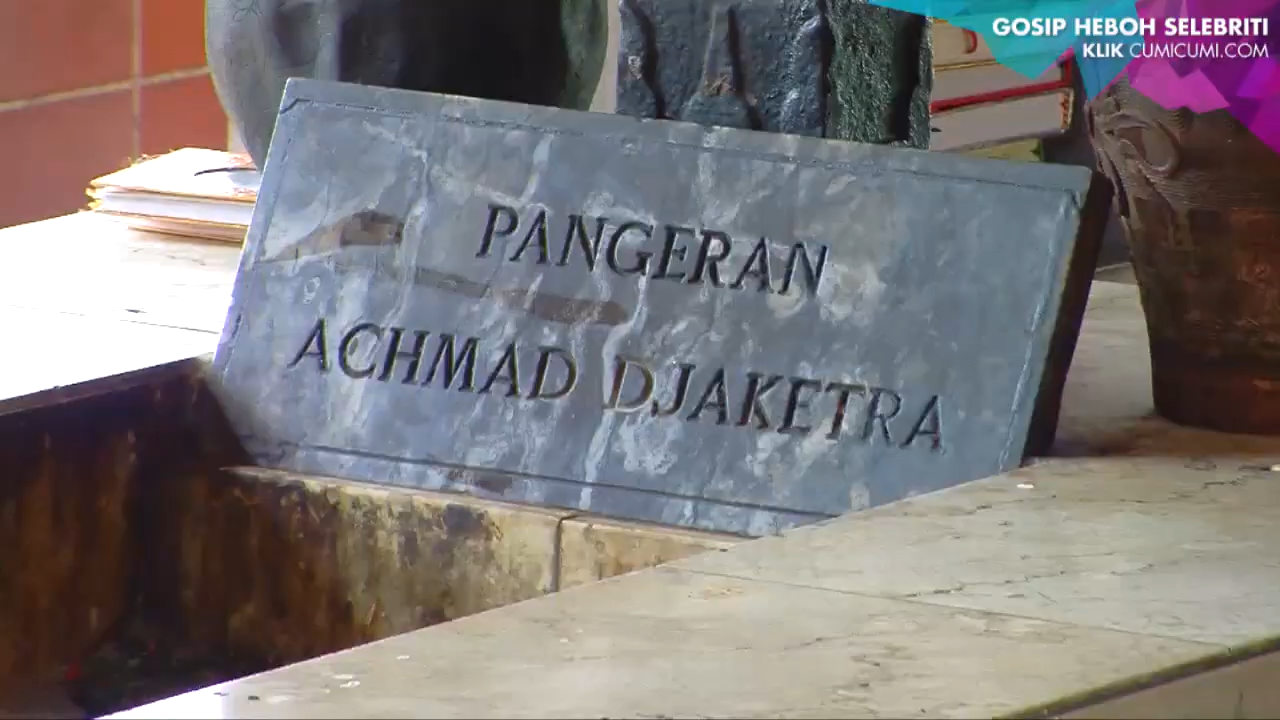 GOSIP HEBOH SELEBRITI
KLIK CUMICUMI.COM
PANGERAN
ACHMAD DJAKETRA